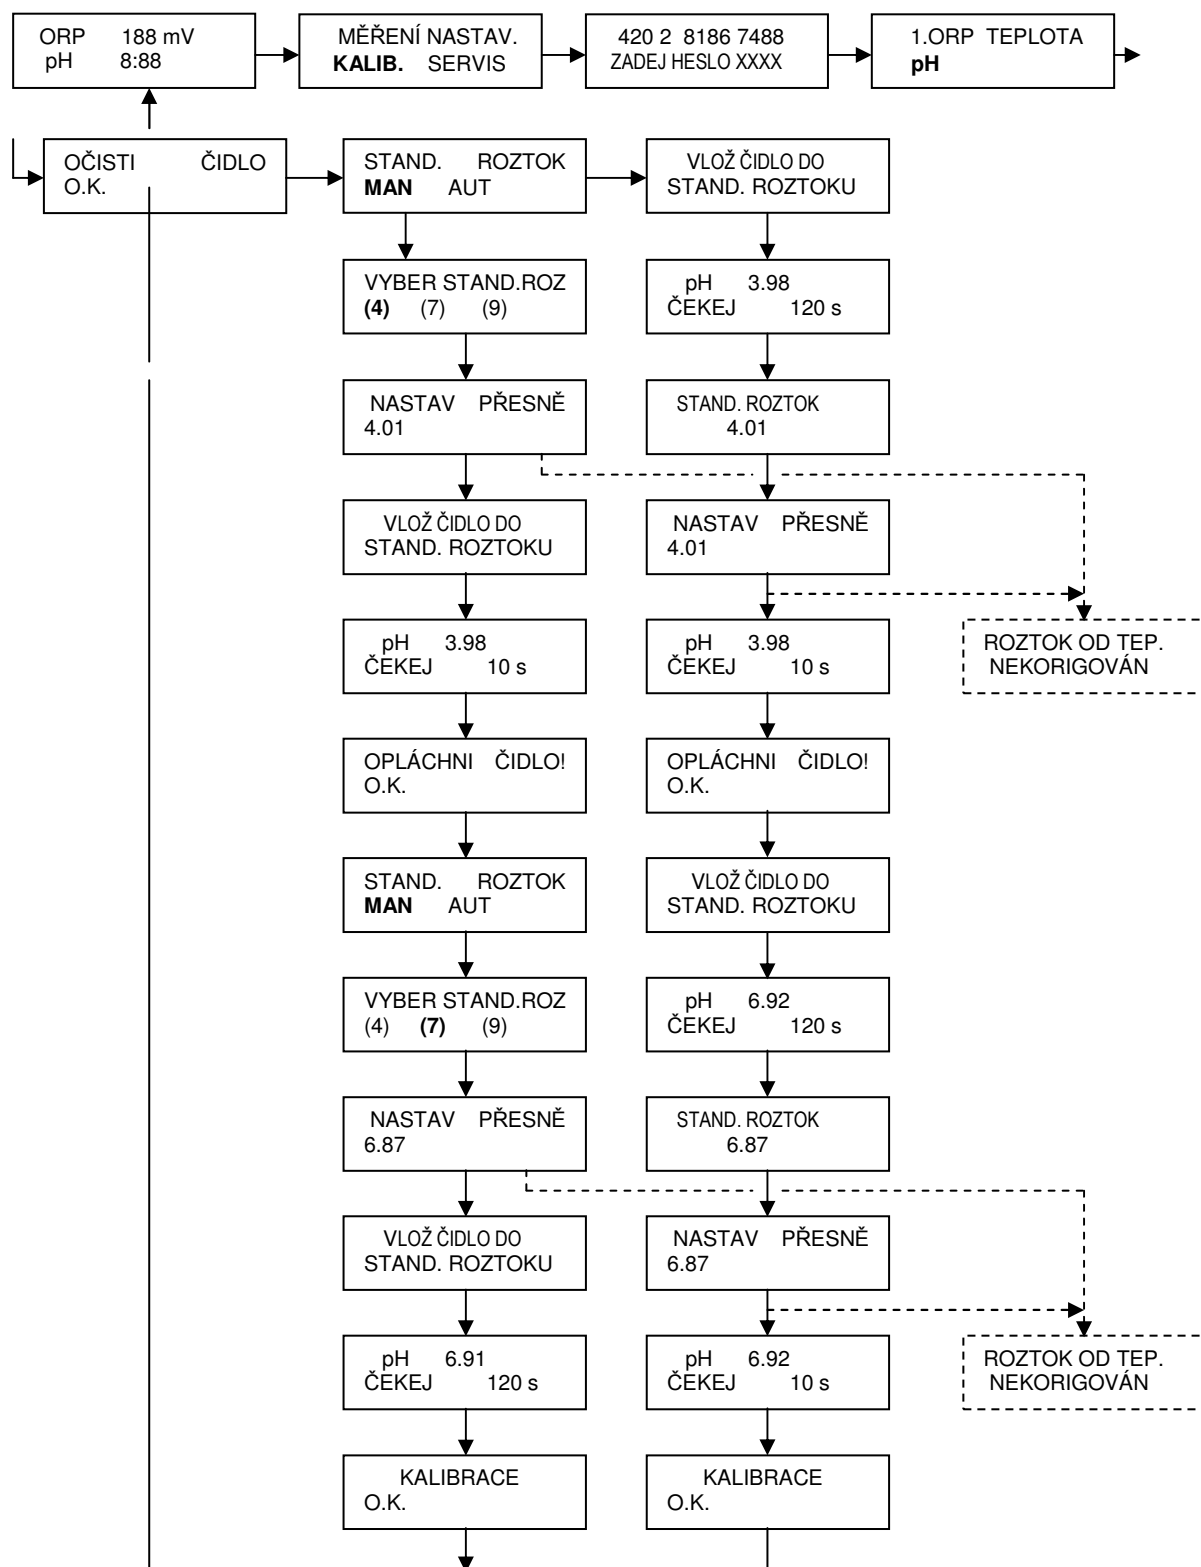 ORP 188 mV
pH 8:88
MĚŘENÍ NASTAV.
KALIB. SERVIS
420 2 8186 7488
ZADEJ HESLO XXXX
1.ORP TEPLOTA
pH
OČISTI ČIDLO
O.K.
STAND. ROZTOK
MAN AUT
VLOŽ ČIDLO DO
STAND. ROZTOKU
VYBER STAND.ROZ
(4) (7) (9)
pH 3.98
ČEKEJ 120 s
NASTAV PŘESNĚ
4.01
STAND. ROZTOK
4.01
VLOŽ ČIDLO DO
STAND. ROZTOKU
NASTAV PŘESNĚ
4.01
pH 3.98
ČEKEJ 10 s
pH 3.98
ČEKEJ 10 s
ROZTOK OD TEP.
NEKORIGOVÁN
OPLÁCHNI ČIDLO!
O.K.
OPLÁCHNI ČIDLO!
O.K.
STAND. ROZTOK
MAN AUT
VLOŽ ČIDLO DO
STAND. ROZTOKU
VYBER STAND.ROZ
(4) (7) (9)
pH 6.92
ČEKEJ 120 s
NASTAV PŘESNĚ
6.87
STAND. ROZTOK
6.87
VLOŽ ČIDLO DO
STAND. ROZTOKU
NASTAV PŘESNĚ
6.87
pH 6.91
ČEKEJ 120 s
pH 6.92
ČEKEJ 10 s
ROZTOK OD TEP.
NEKORIGOVÁN
KALIBRACE
O.K.
KALIBRACE
O.K.